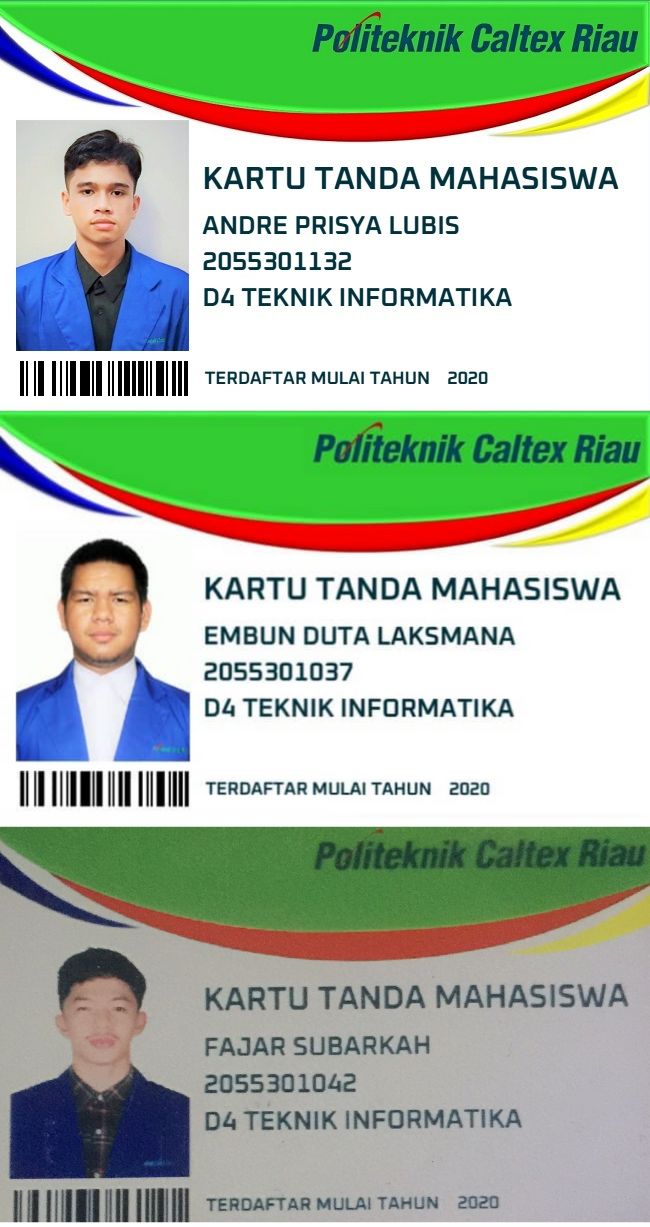 Politeknik Caltex Riau
KARTU TANDA MAHASISWA
ANDRE PRISYA LUBIS
2055301132
D4 TEKNIK INFORMATIKA
TERDAFTAR MULAI TAHUN 2020
Politeknik Caltex Riau
KARTU TANDA MAHASISWA
EMBUN DUTA LAKSMANA
2055301037
D4 TEKNIK INFORMATIKA
TERDAFTAR MULAI TAHUN 2020
Politeknik Caltex Riau
KARTU TANDA MAHASISWA
FAJAR SUBARKAH
2055301042
D4 TEKNIK INFORMATIKA
TERDAFTAR MULAI TAHUN 2020